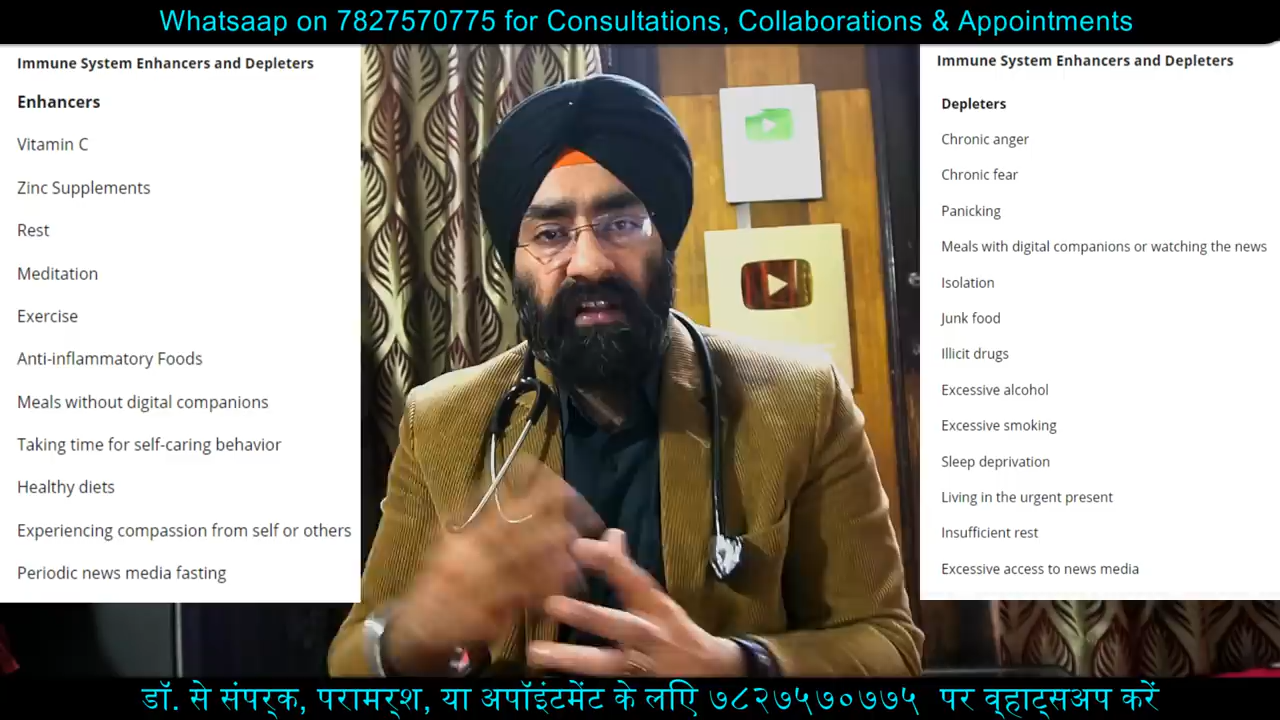 Whatsaap on 7827570775 for Consultations, Collaborations & Appointments
Immune System Enhancers and Depleters
Enhancers
Vitamin C
Zinc Supplements
Rest
Meditation
Exercise
Anti-inflammatory Foods
Meals without digital companions
Taking time for self-caring behavior
Healthy diets
Experiencing compassion from self or others
Periodic news media fasting
Immune System Enhancers and Depleters
Depleters
Chronic anger
Chronic fear
Panicking
Meals with digital companions or watching the news
Isolation
Junk food
Illicit drugs
Excessive alcohol
Excessive smoking
Sleep deprivation
Living in the urgent present
Insufficient rest
Excessive access to news media
डॉ. से संपर्क, परामर्श, या अपॉइंटमेंट के लिए ७८२७५७०७७५ पर व्हाट्सअप करें